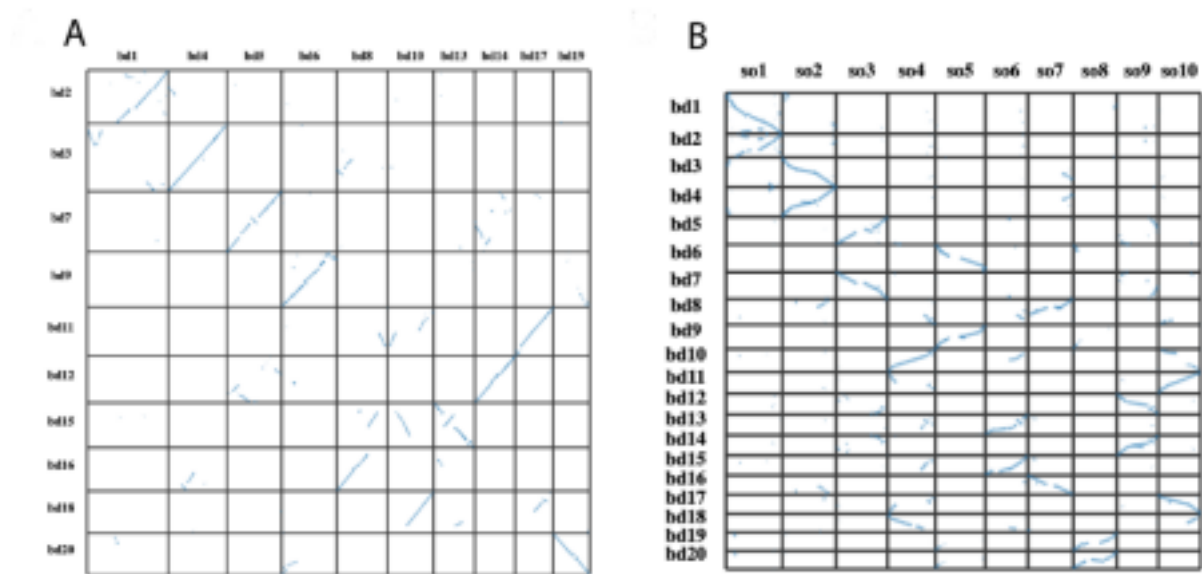 A
bd1 bd4 bd5 bd6 bd8 bd10 bd13 bd14 bd17 bd19
bd2
bd3
bd7
bd9
bd11
bd12
bd15
bd16
bd18
bd20
B
so1 so2 so3 so4 so5 so6 so7 so8 so9 so10
bd1
bd2
bd3
bd4
bd5
bd6
bd7
bd8
bd9
bd10
bd11
bd12
bd13
bd14
bd15
bd16
bd17
bd18
bd19
bd20